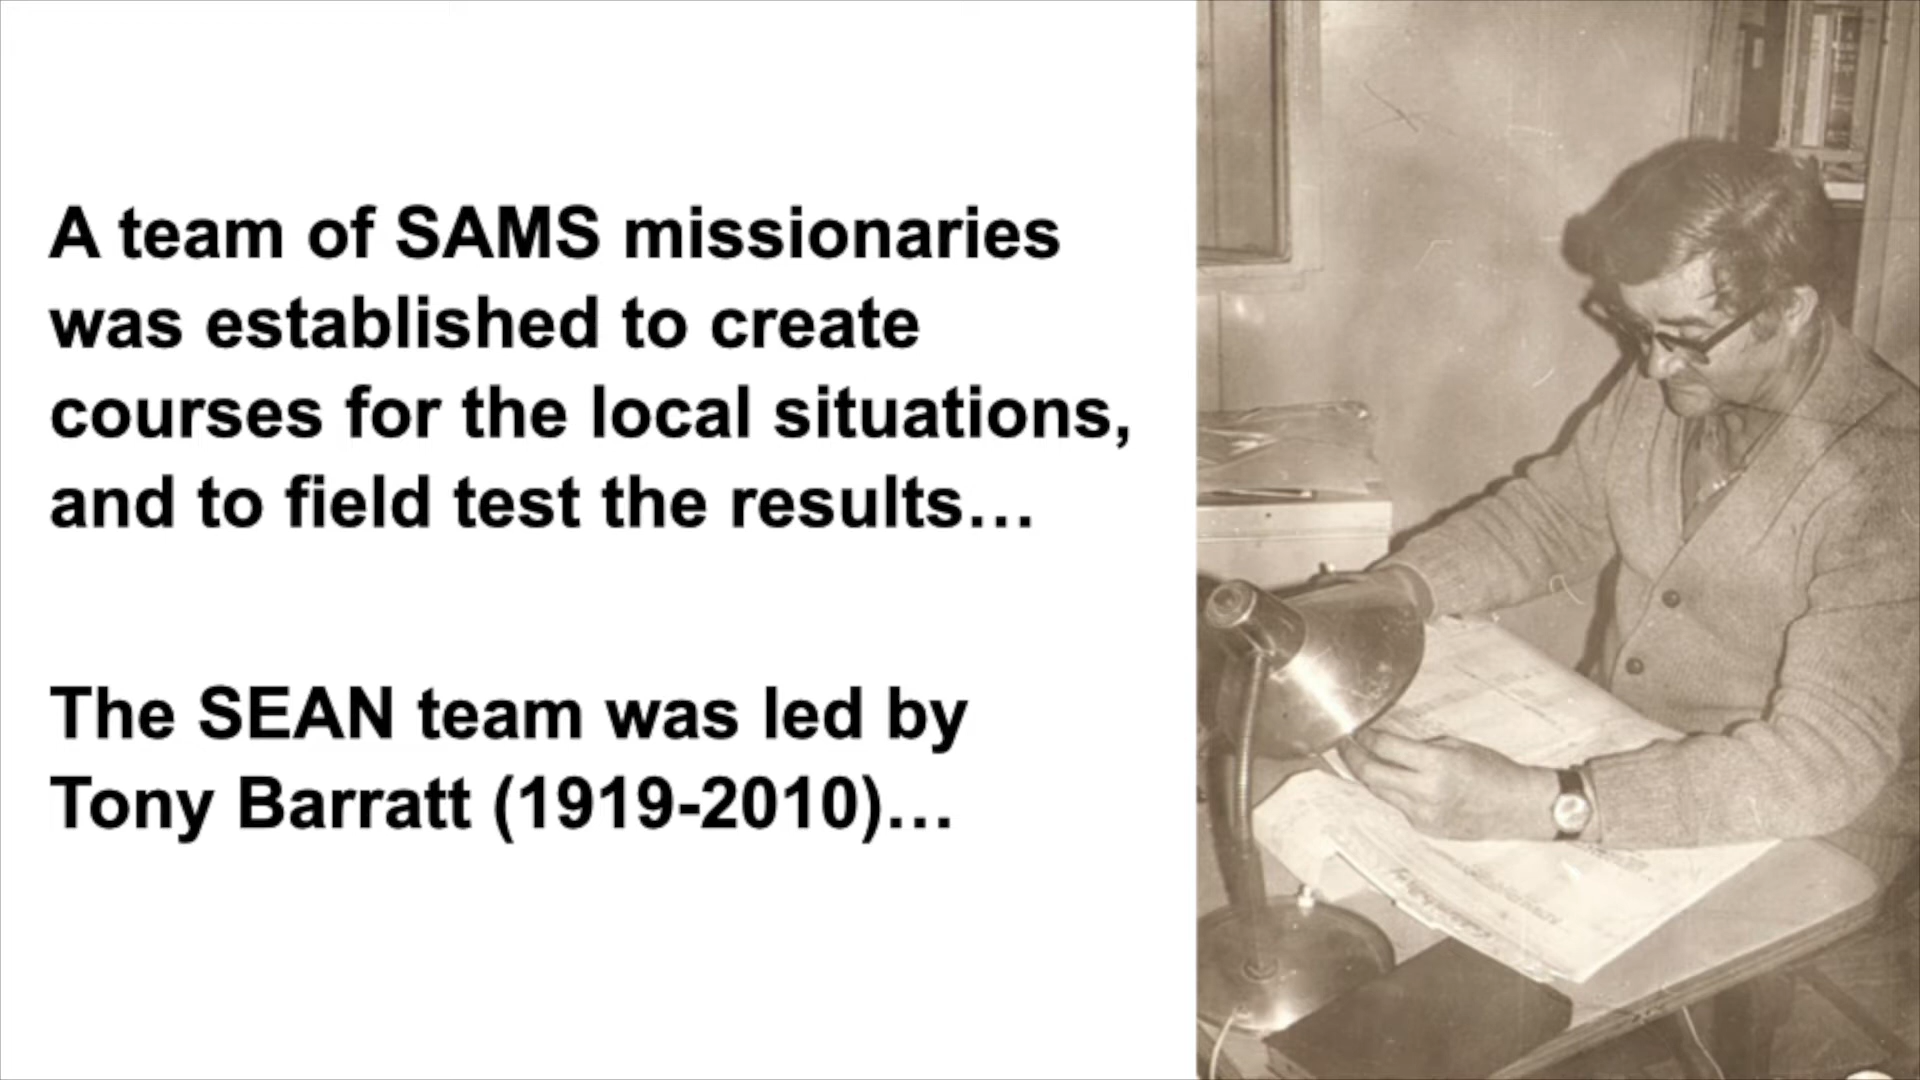 A team of SAMS missionaries
was established to create
courses for the local situations,
and to field test the results…
The SEAN team was led by
Tony Barratt (1919-2010)…